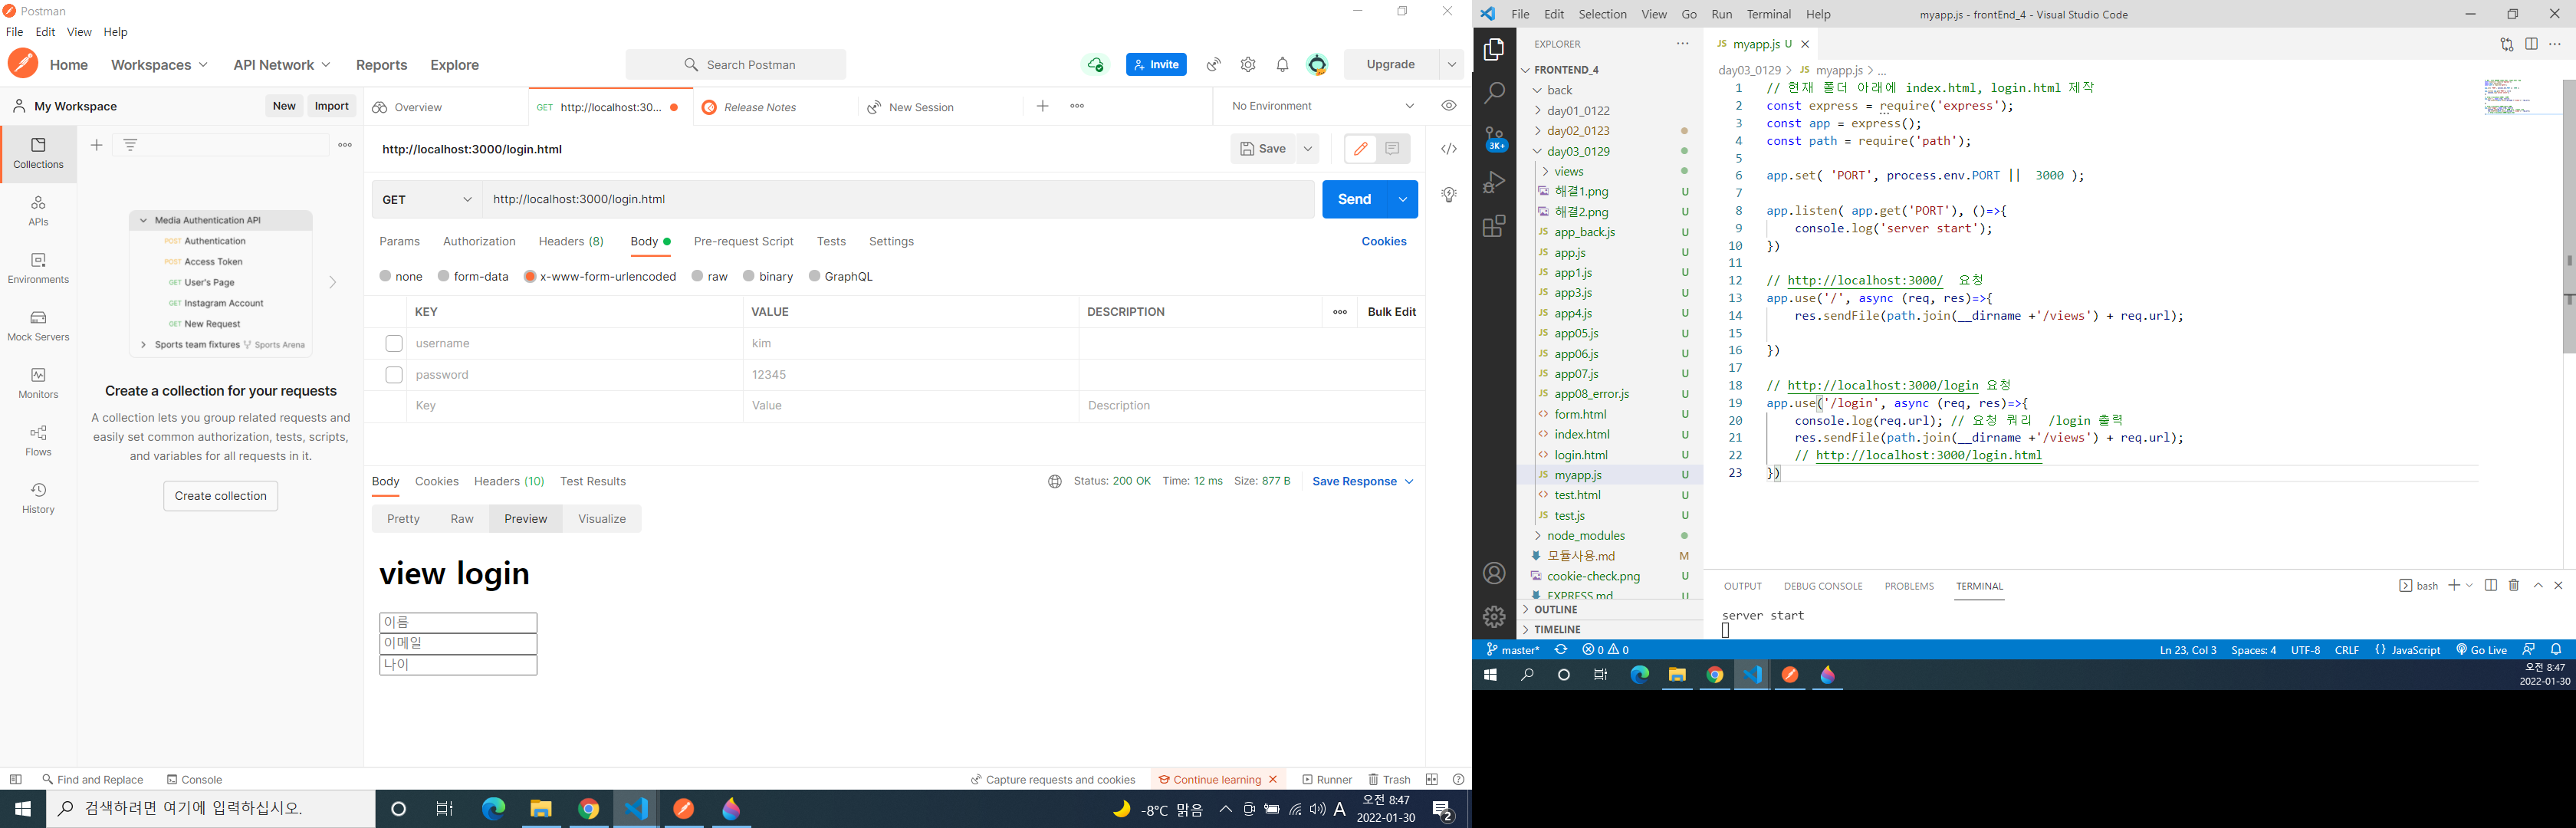 Postman
File Edit View Help
Home Workspaces API Network Reports Explore
Search Postman
Invite
Upgrade
My Workspace
New Import
Overview
GET http://localhost:30...
Release Notes
New Session
No Environment
Collections
APIs
Environments
Mock Servers
Monitors
Flows
History
Media Authentication API
POST Authentication
POST Access Token
GET User's Page
GET Instagram Account
GET New Request
Sports team fixtures Sports Arena
Create a collection for your requests
A collection lets you group related requests and
easily set common authorization, tests, scripts,
and variables for all requests in it.
Create collection
http://localhost:3000/login.html
Save
GET http://localhost:3000/login.html
Send
Params Authorization Headers (8) Body Pre-request Script Tests Settings
Cookies
none form-data x-www-form-urlencoded raw binary GraphQL
KEY VALUE DESCRIPTION
Bulk Edit
username kim
password 12345
Key Value Description
Body Cookies Headers (10) Test Results
Status: 200 OK Time: 12 ms Size: 877 B
Save Response
Pretty Raw Preview Visualize
view login
이름
이메일
나이
Find and Replace Console
Capture requests and cookies Continue learning Runner Trash
검색하려면 여기에 입력하십시오.
-8°C 맑음
A
오전 8:47
2022-01-30
2
File Edit Selection View Go Run Terminal Help
myapp.js - frontEnd_4 - Visual Studio Code
3K+
EXPLORER
FRONTEND_4
back
day01_0122
day02_0123
day03_0129
views
해결1.png U
해결2.png U
JS app_back.js U
JS app.js U
JS app1.js U
JS app3.js U
JS app4.js U
JS app05.js U
JS app06.js U
JS app07.js U
JS app08_error.js U
<> form.html U
<> index.html U
<> login.html U
JS myapp.js U
<> test.html U
JS test.js U
node_modules
모듈사용.md M
cookie-check.png U
EXPRESS.md U
OUTLINE
TIMELINE
JS myapp.js U
day03_0129 > JS myapp.js > ...
1 // 현재 폴더 아래에 index.html, login.html 제작
2 const express = require('express');
3 const app = express();
4 const path = require('path');
5
6 app.set( 'PORT', process.env.PORT || 3000 );
7
8 app.listen( app.get('PORT'), ()=>{
9 console.log('server start');
10 })
11
12 // http://localhost:3000/ 요청
13 app.use('/', async (req, res)=>{
14 res.sendFile(path.join(__dirname +'/views') + req.url);
15
16 })
17
18 // http://localhost:3000/login 요청
19 app.use('/login', async (req, res)=>{
20 console.log(req.url); // 요청 쿼리 /login 출력
21 res.sendFile(path.join(__dirname +'/views') + req.url);
22 // http://localhost:3000/login.html
23 })
OUTPUT DEBUG CONSOLE PROBLEMS TERMINAL
bash
server start
master* 0 0
Ln 23, Col 3 Spaces: 4 UTF-8 CRLF {} JavaScript Go Live
오전 8:47
2022-01-30